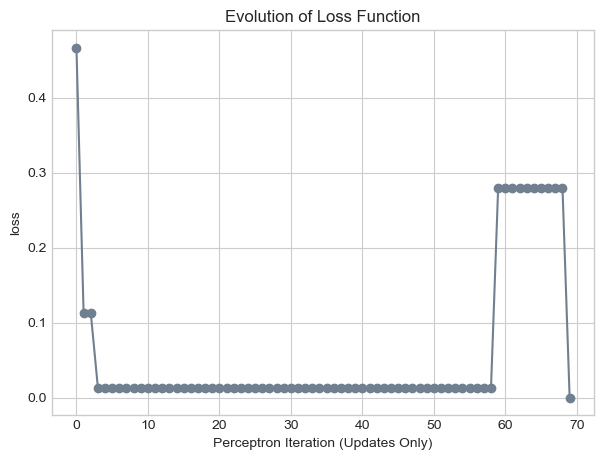 Evolution of Loss Function
0.4
0.3
0.2
0.1
0.0
loss
0 10 20 30 40 50 60 70
Perceptron Iteration (Updates Only)